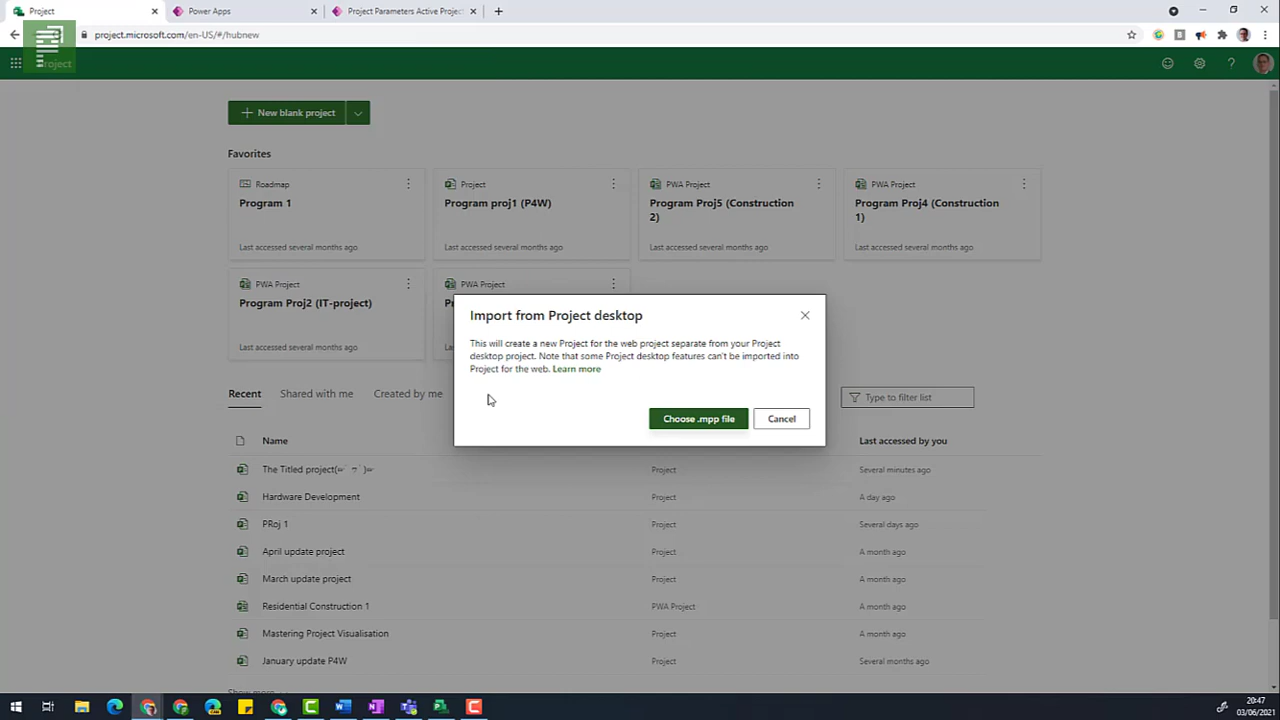 Project
Power Apps
Project Parameters Active Projec
project.microsoft.com/en-US/#/hubnew
Project
New blank project
Favorites
Roadmap
Program 1
Last accessed several months ago
Project
Program proj1 (P4W)
Last accessed several months ago
PWA Project
Program Proj5 (Construction
2)
Last accessed several months ago
PWA Project
Program Proj4 (Construction
1)
Last accessed several months ago
PWA Project
Program Proj2 (IT-project)
Last accessed several months ago
PWA Project
Import from Project desktop
This will create a new Project for the web project separate from your Project
desktop project. Note that some Project desktop features can't be imported into
Project for the web. Learn more
Choose .mpp file
Cancel
Recent
Shared with me
Created by me
Type to filter list
Name
Last accessed by you
The Titled project
Project
Several minutes ago
Hardware Development
Project
A day ago
PRoj 1
Project
Several days ago
April update project
Project
A month ago
March update project
Project
A month ago
Residential Construction 1
PWA Project
A month ago
Mastering Project Visualisation
Project
A month ago
January update P4W
Project
Several months ago
Show more
20:47
03/06/2021